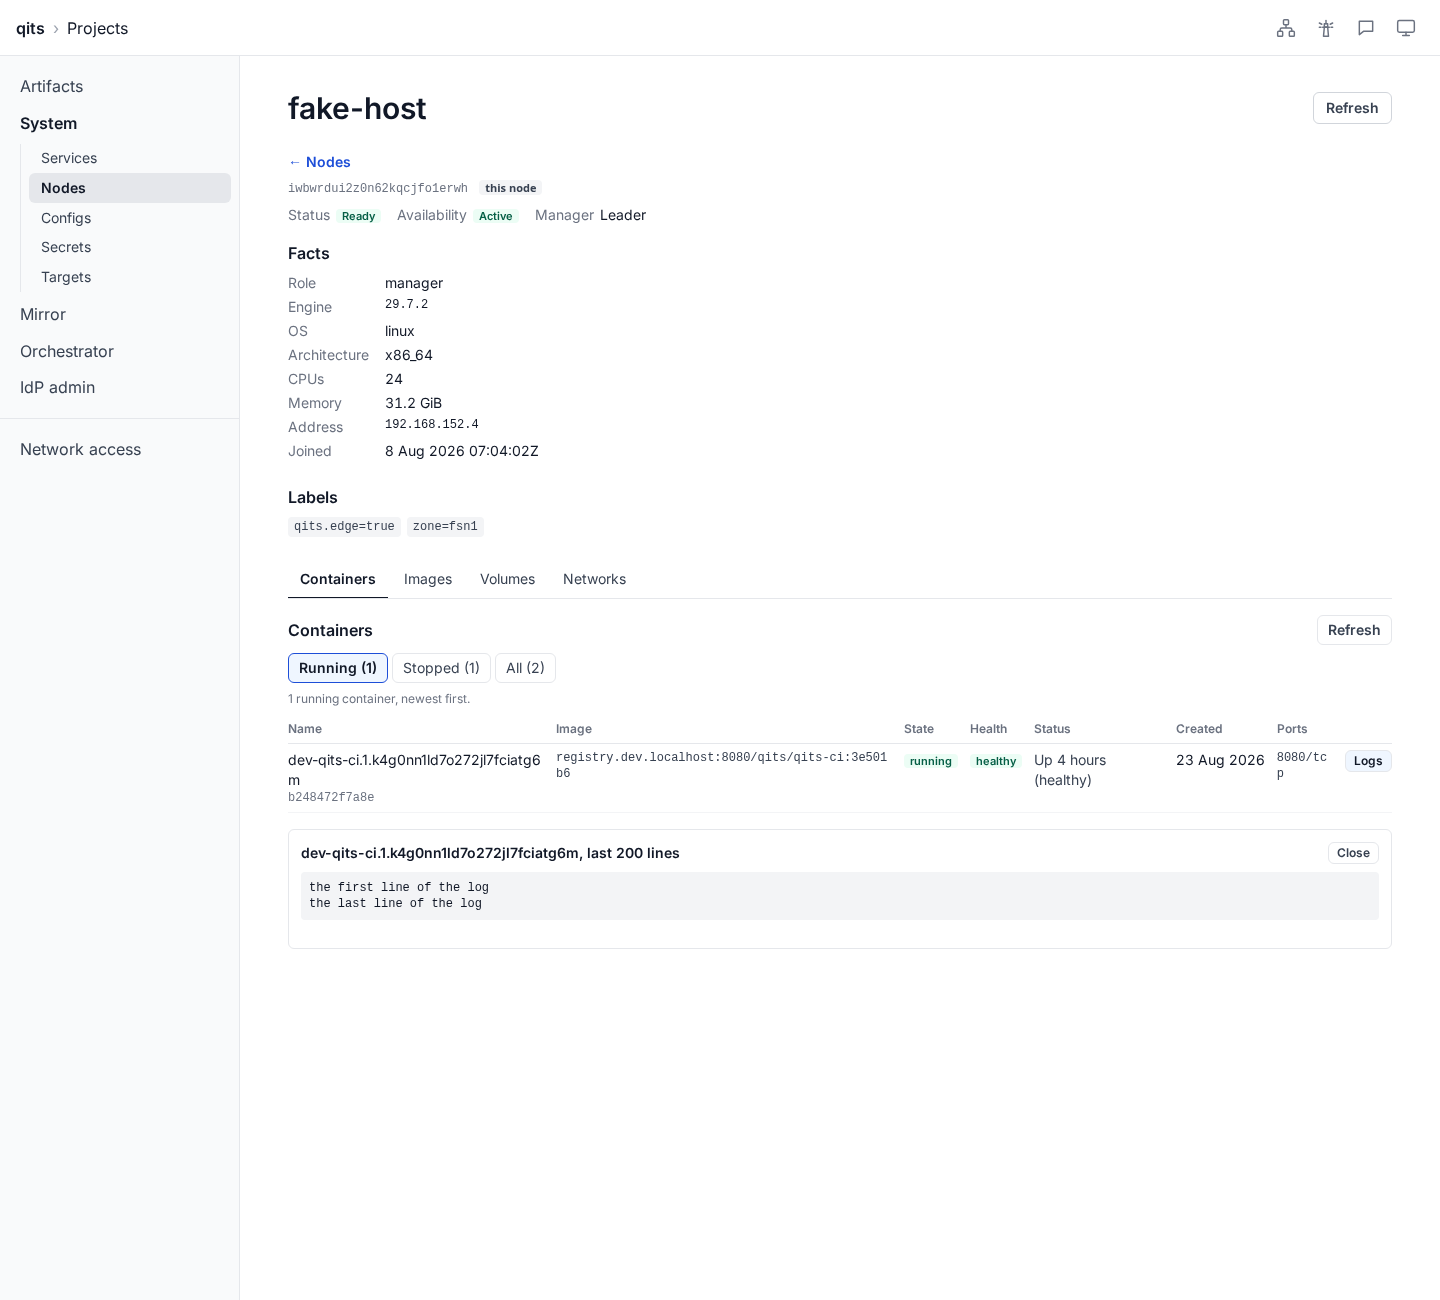 qits › Projects
Artifacts
System
Services
Nodes
Configs
Secrets
Targets
Mirror
Orchestrator
IdP admin
Network access
fake-host
Refresh
← Nodes
iwbwrdui2z0n62kqcjfo1erwh this node
Status Ready Availability Active Manager Leader
Facts
Role manager
Engine 29.7.2
OS linux
Architecture x86_64
CPUs 24
Memory 31.2 GiB
Address 192.168.152.4
Joined 8 Aug 2026 07:04:02Z
Labels
qits.edge=true zone=fsn1
Containers Images Volumes Networks
Containers Refresh
Running (1) Stopped (1) All (2)
1 running container, newest first.
Name Image State Health Status Created Ports
dev-qits-ci.1.k4g0nn1ld7o272jl7fciatg6 registry.dev.localhost:8080/qits/qits-ci:3e501 running healthy Up 4 hours 23 Aug 2026 8080/tc Logs
m b6 (healthy) p
b248472f7a8e
dev-qits-ci.1.k4g0nn1ld7o272jl7fciatg6m, last 200 lines Close
the first line of the log
the last line of the log